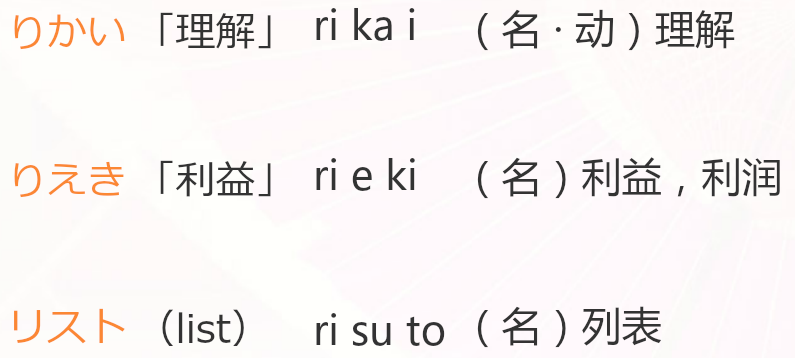 りかい「理解」 ri ka i （名·动）理解
りえき「利益」 ri e ki （名）利益，利润
リスト（list） ri su to （名）列表